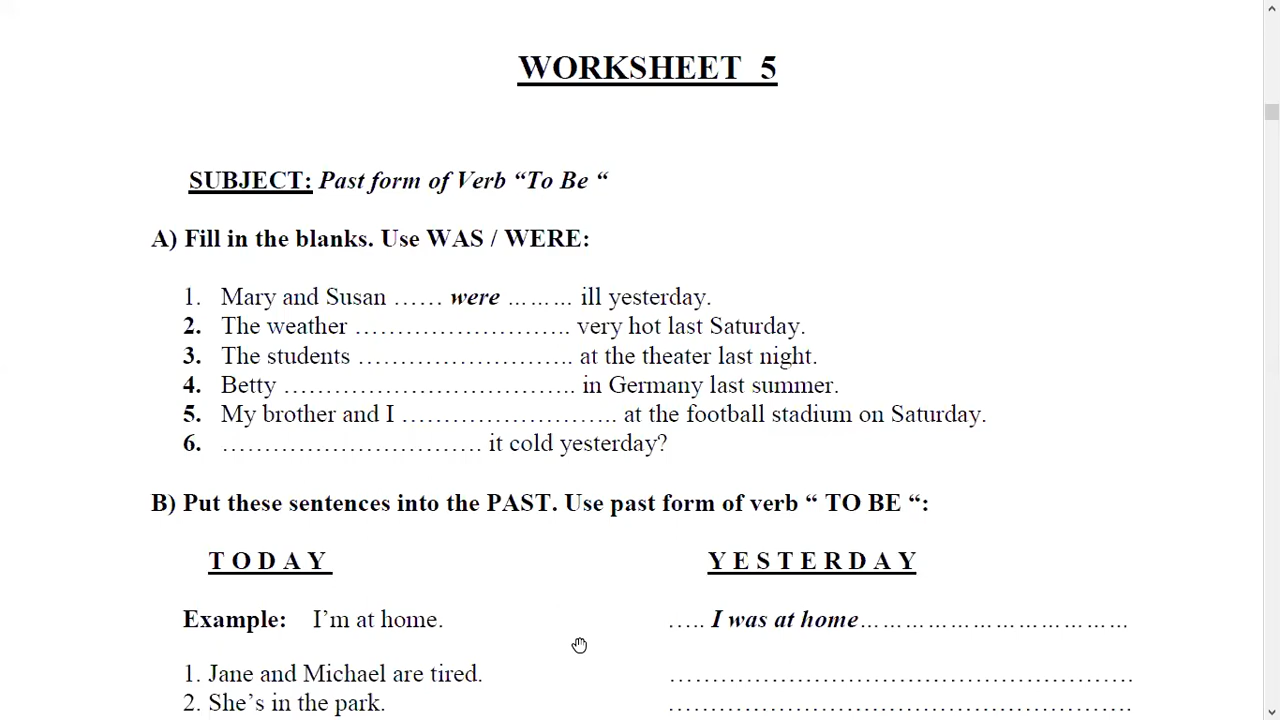 WORKSHEET 5
SUBJECT: Past form of Verb “To Be “
A) Fill in the blanks. Use WAS / WERE:
1. Mary and Susan …… were ……… ill yesterday.
2. The weather …………………….. very hot last Saturday.
3. The students …………………….. at the theater last night.
4. Betty …………………………….. in Germany last summer.
5. My brother and I …………………….. at the football stadium on Saturday.
6. …………………………. it cold yesterday?
B) Put these sentences into the PAST. Use past form of verb “ TO BE “:
T O D A Y Y E S T E R D A Y
Example: I’m at home. ….. I was at home……………………………
1. Jane and Michael are tired. ……………………………………………….
2. She’s in the park. ……………………………………………….